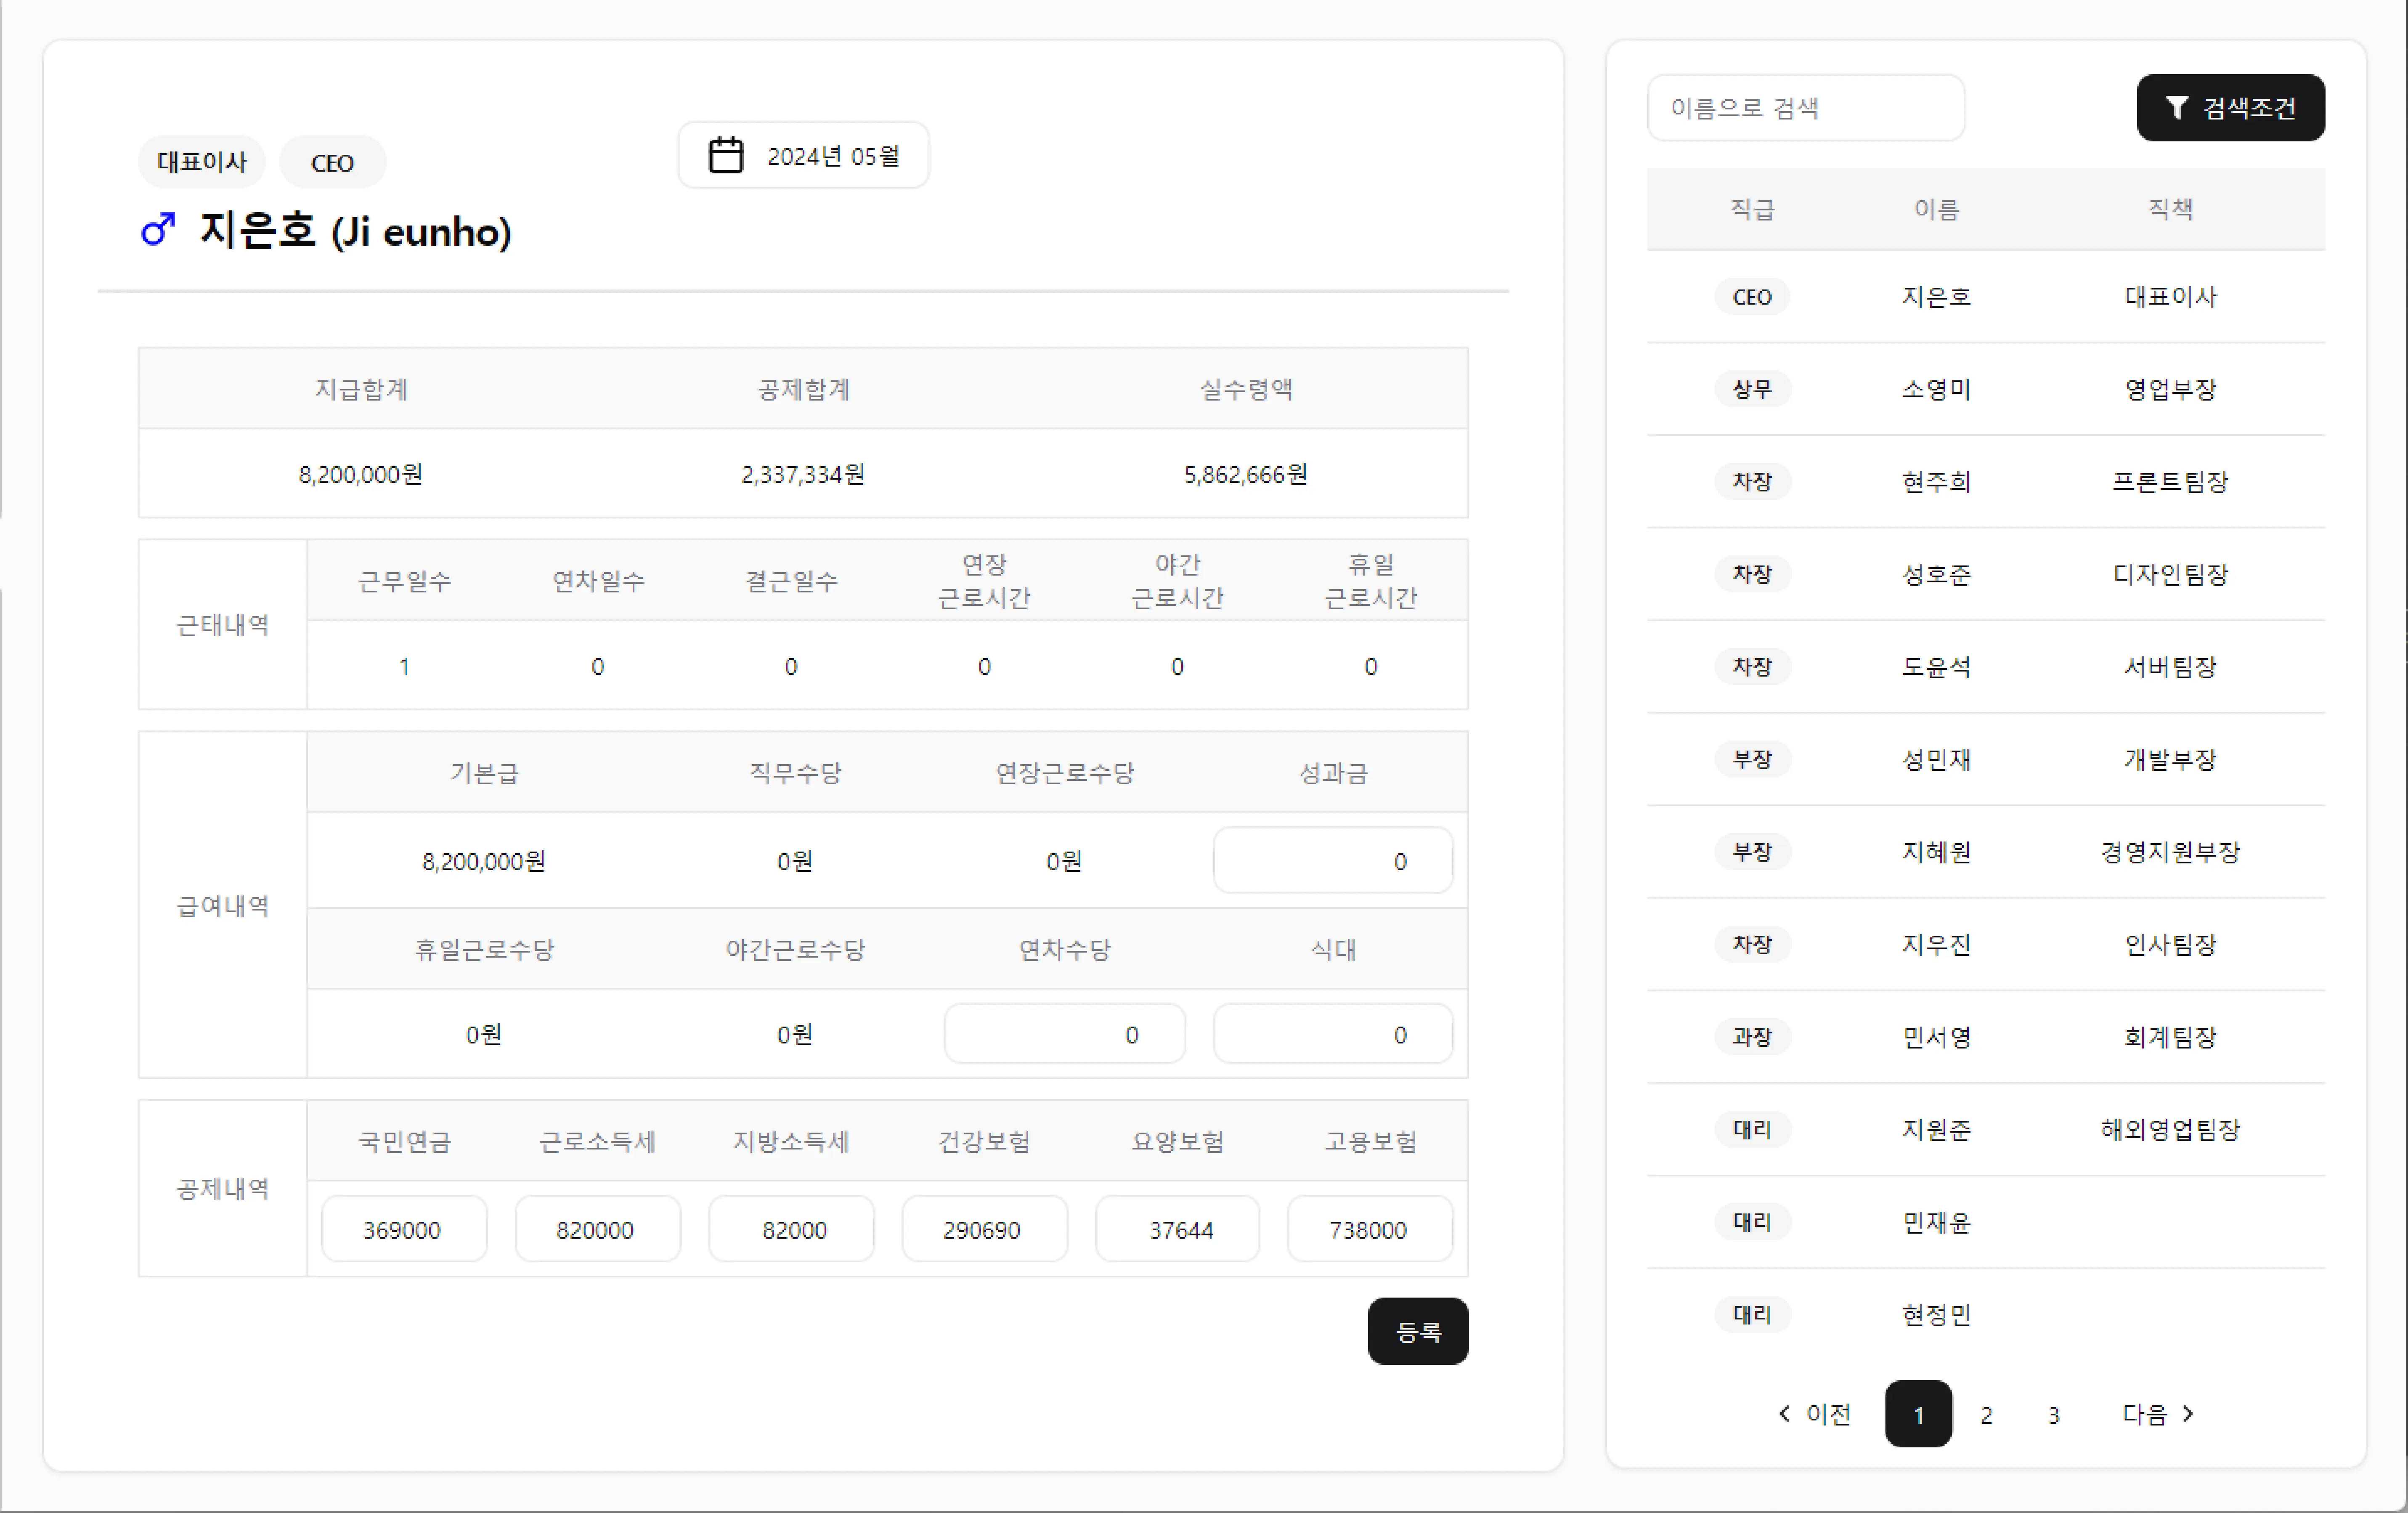 대표이사 CEO
2024년 05월
지은호 (Ji eunho)
지급합계 공제합계 실수령액
8,200,000원 2,337,334원 5,862,666원
근태내역
근무일수 연차일수 결근일수 연장 근로시간 야간 근로시간 휴일 근로시간
1 0 0 0 0 0
급여내역
기본급 직무수당 연장근로수당 성과금
8,200,000원 0원 0원 0
휴일근로수당 야간근로수당 연차수당 식대
0원 0원 0 0
공제내역
국민연금 근로소득세 지방소득세 건강보험 요양보험 고용보험
369000 820000 82000 290690 37644 738000
등록
이름으로 검색 검색조건
직급 이름 직책
CEO 지은호 대표이사
상무 소영미 영업부장
차장 현주희 프론트팀장
차장 성호준 디자인팀장
차장 도윤석 서버팀장
부장 성민재 개발부장
부장 지혜원 경영지원부장
차장 지우진 인사팀장
과장 민서영 회계팀장
대리 지원준 해외영업팀장
대리 민재윤
대리 현정민
이전 1 2 3 다음